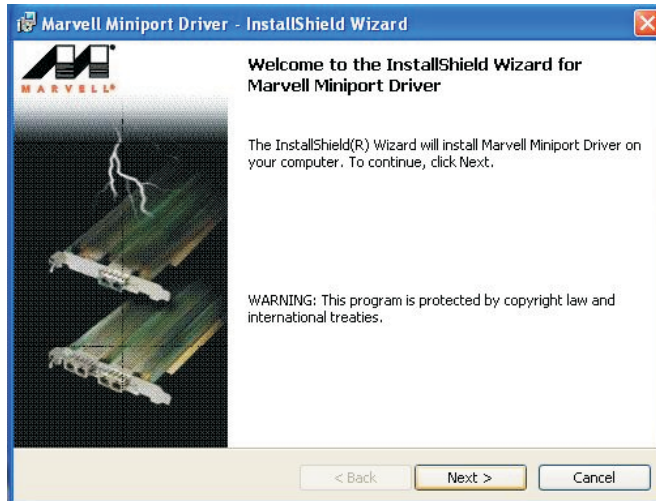 Marvell Miniport Driver - InstallShield Wizard
MARVELL®
Welcome to the InstallShield Wizard for
Marvell Miniport Driver
The InstallShield(R) Wizard will install Marvell Miniport Driver on
your computer. To continue, click Next.
WARNING: This program is protected by copyright law and
international treaties.
< Back
Next >
Cancel